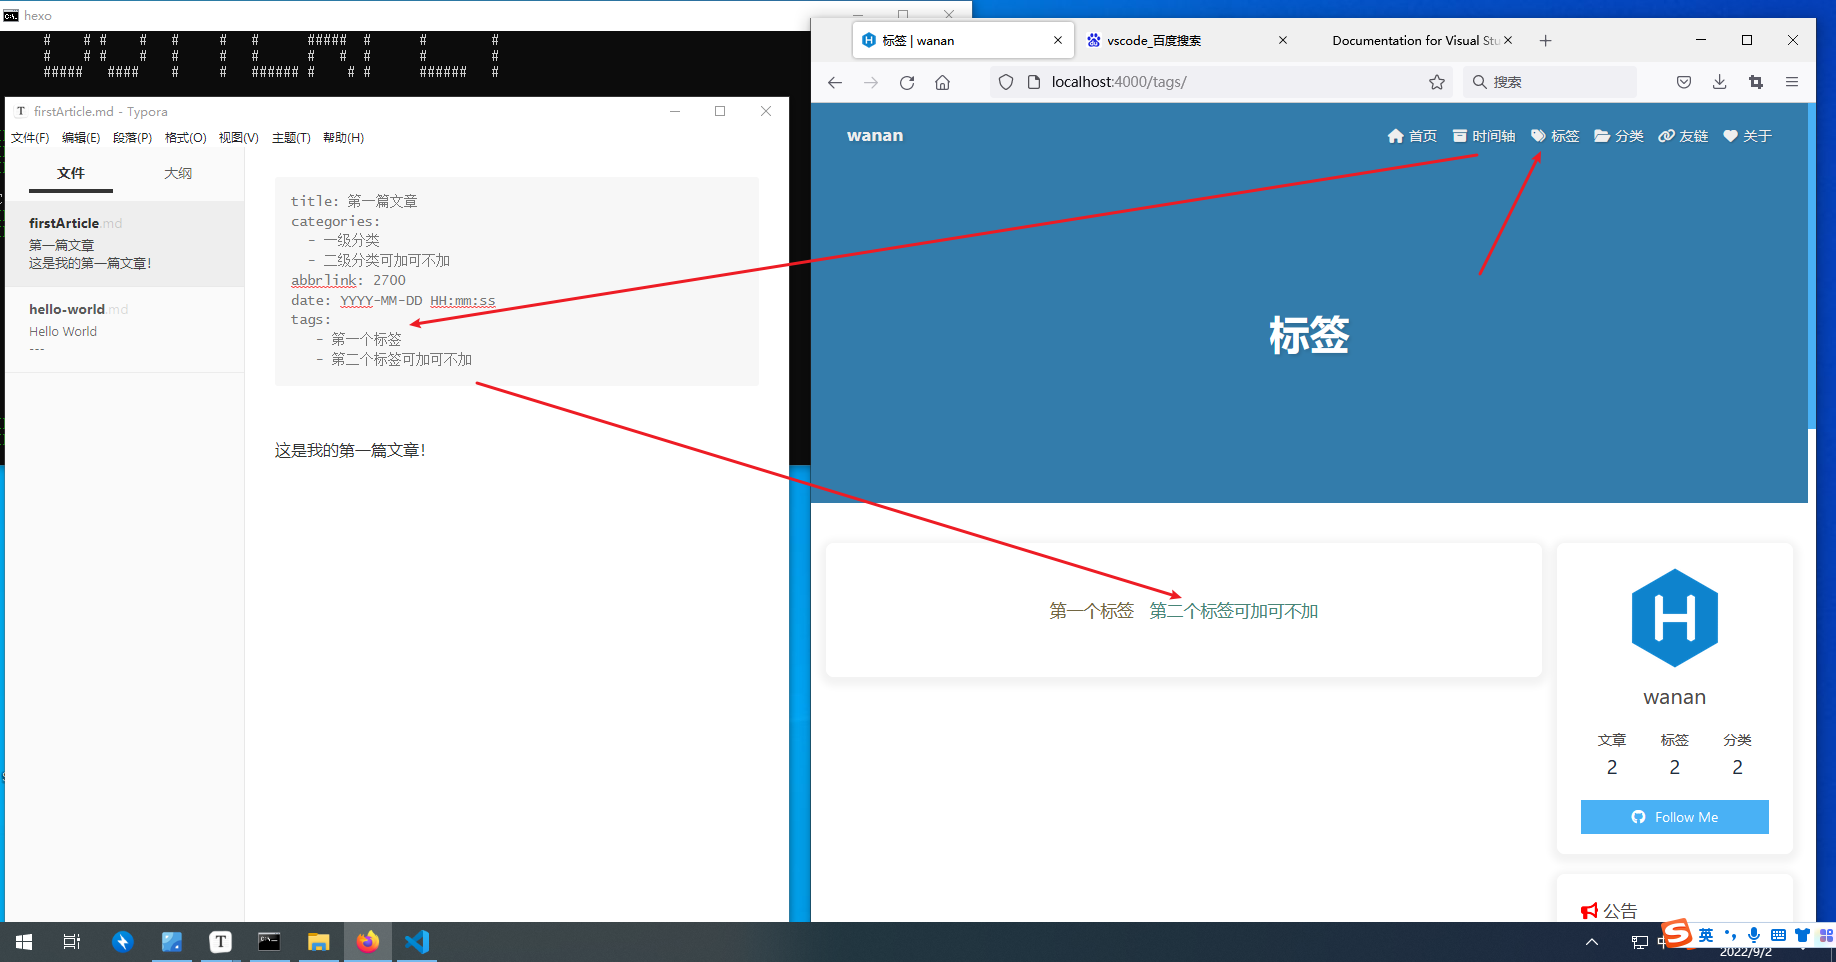 hexo
firstArticle.md - Typora
文件(F) 编辑(E) 段落(P) 格式(O) 视图(V) 主题(T) 帮助(H)
文件 大纲
firstArticle.md
第一篇文章
这是我的第一篇文章!
hello-world.md
Hello World
---
title: 第一篇文章
categories:
- 一级分类
- 二级分类可加可不加
abbrlink: 2700
date: YYYY-MM-DD HH:mm:ss
tags:
- 第一个标签
- 第二个标签可加可不加
这是我的第一篇文章!
标签 | wanan
vscode_百度搜索
Documentation for Visual Stu
localhost:4000/tags/
搜索
wanan
首页 时间轴 标签 分类 友链 关于
标签
第一个标签 第二个标签可加可不加
wanan
文章 标签 分类
2 2 2
Follow Me
公告
英
2022/9/2